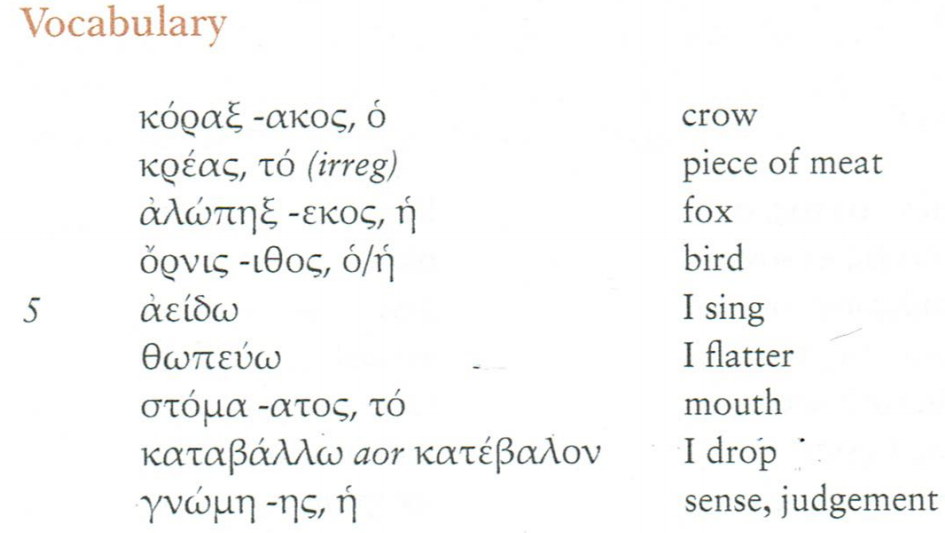 Vocabulary
κόραξ -ακος, ὁ crow
κρέας, τό (irreg) piece of meat
ἀλώπηξ -εκος, ἡ fox
ὄρνις -ιθος, ὁ/ἡ bird
5 ἀείδω I sing
θωπεύω I flatter
στόμα -ατος, τό mouth
καταβάλλω aor κατέβαλον I drop
γνώμη -ης, ἡ sense, judgement